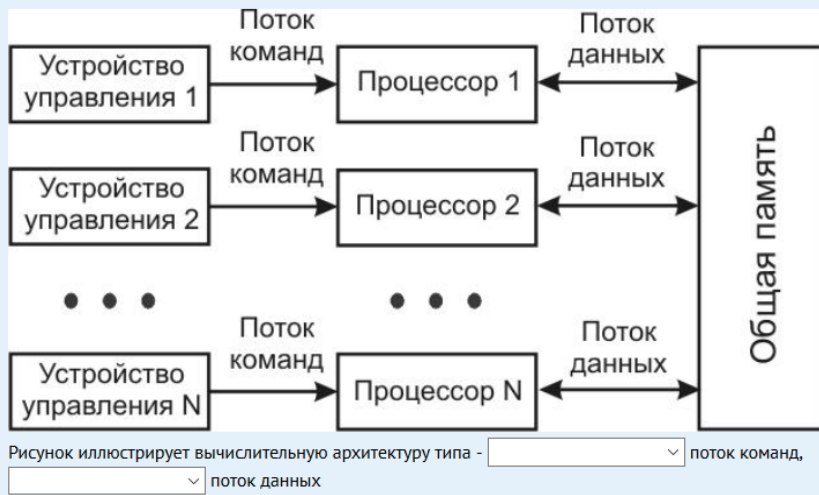 Поток
команд
Поток
данных
Устройство
управления 1
Процессор 1
Поток
команд
Поток
данных
Устройство
управления 2
Процессор 2
Общая память
Поток
команд
Поток
данных
Устройство
управления N
Процессор N
Рисунок иллюстрирует вычислительную архитектуру типа - поток команд,
поток данных